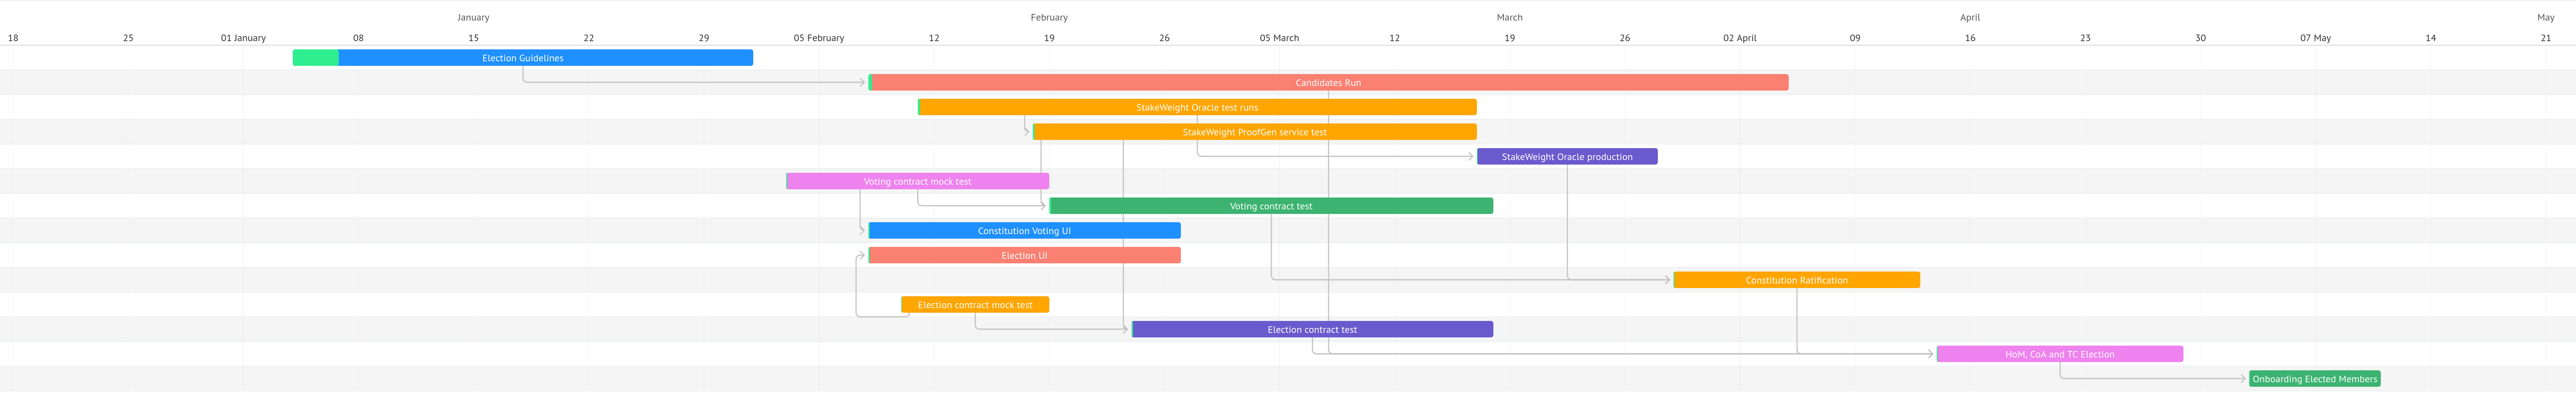 January February March April May
18 25 01 January 08 15 22 29 05 February 12 19 26 05 March 12 19 26 02 April 09 16 23 30 07 May 14 21
Election Guidelines
Candidates Run
StakeWeight Oracle test runs
StakeWeight ProofGen service test
StakeWeight Oracle production
Voting contract mock test
Voting contract test
Constitution Voting UI
Election UI
Constitution Ratification
Election contract mock test
Election contract test
HoM, CoA and TC Election
Onboarding Elected Members